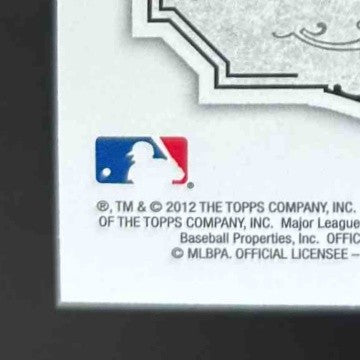 ®, TM & © 2012 THE TOPPS COMPANY, INC.
OF THE TOPPS COMPANY, INC. Major League
Baseball Properties, Inc. OFFIC
© MLBPA. OFFICIAL LICENSEE –